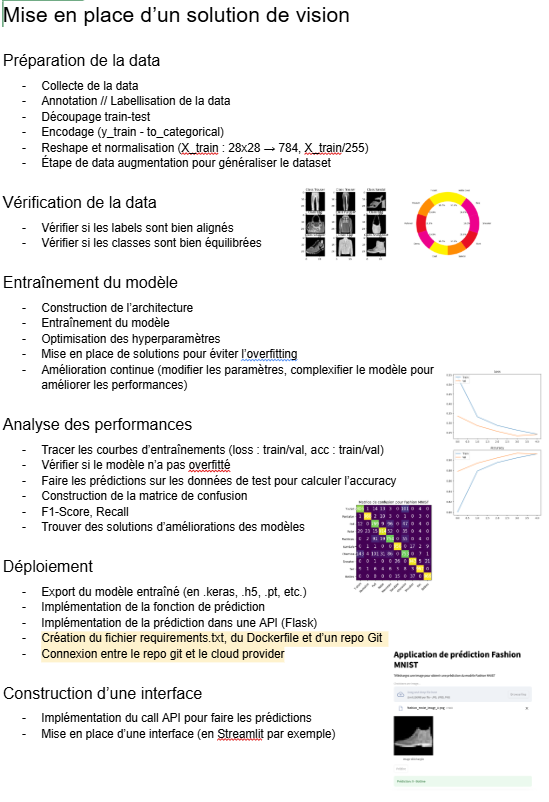 Mise en place d’un solution de vision
Préparation de la data
- Collecte de la data
- Annotation // Labellisation de la data
- Découpage train-test
- Encodage (y_train - to_categorical)
- Reshape et normalisation (X_train : 28x28 → 784, X_train/255)
- Étape de data augmentation pour généraliser le dataset
Vérification de la data
- Vérifier si les labels sont bien alignés
- Vérifier si les classes sont bien équilibrées
Entraînement du modèle
- Construction de l’architecture
- Entraînement du modèle
- Optimisation des hyperparamètres
- Mise en place de solutions pour éviter l’overfitting
- Amélioration continue (modifier les paramètres, complexifier le modèle pour
améliorer les performances)
Analyse des performances
- Tracer les courbes d’entraînements (loss : train/val, acc : train/val)
- Vérifier si le modèle n’a pas overfitté
- Faire les prédictions sur les données de test pour calculer l’accuracy
- Construction de la matrice de confusion
- F1-Score, Recall
- Trouver des solutions d’améliorations des modèles
Matrice de confusion pour Fashion MNIST
Déploiement
- Export du modèle entraîné (en .keras, .h5, .pt, etc.)
- Implémentation de la fonction de prédiction
- Implémentation de la prédiction dans une API (Flask)
- Création du fichier requirements.txt, du Dockerfile et d’un repo Git
- Connexion entre le repo git et le cloud provider
Application de prédiction Fashion
MNIST
Construction d’une interface
- Implémentation du call API pour faire les prédictions
- Mise en place d’une interface (en Streamlit par exemple)